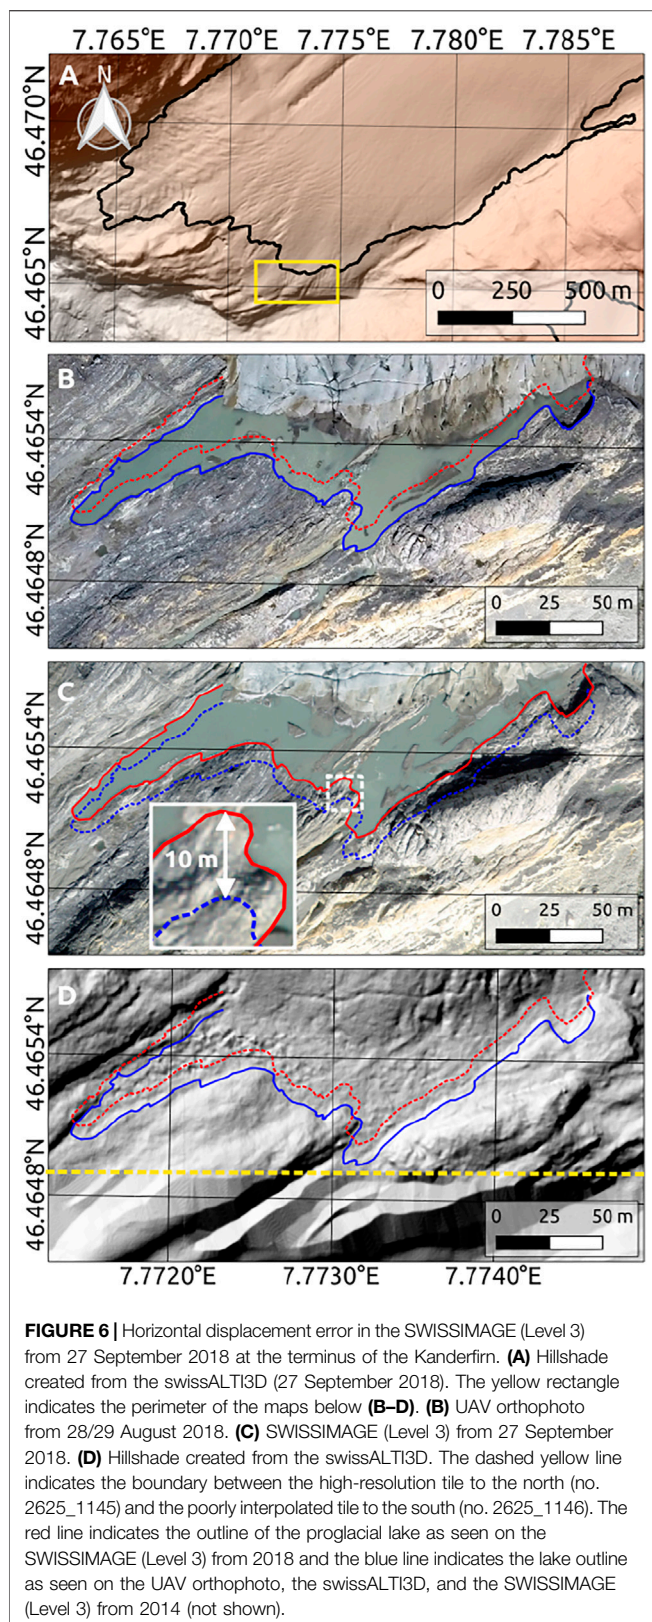 7.765°E 7.770°E 7.775°E 7.780°E 7.785°E
A
N
46.470°N
46.465°N
0 250 500 m
B
46.4654°N
46.4648°N
0 25 50 m
C
46.4654°N
46.4648°N
10 m
0 25 50 m
D
46.4654°N
46.4648°N
0 25 50 m
7.7720°E 7.7730°E 7.7740°E
FIGURE 6 | Horizontal displacement error in the SWISSIMAGE (Level 3)
from 27 September 2018 at the terminus of the Kanderfirn. (A) Hillshade
created from the swissALTI3D (27 September 2018). The yellow rectangle
indicates the perimeter of the maps below (B–D). (B) UAV orthophoto
from 28/29 August 2018. (C) SWISSIMAGE (Level 3) from 27 September
2018. (D) Hillshade created from the swissALTI3D. The dashed yellow line
indicates the boundary between the high-resolution tile to the north (no.
2625_1145) and the poorly interpolated tile to the south (no. 2625_1146). The
red line indicates the outline of the proglacial lake as seen on the
SWISSIMAGE (Level 3) from 2018 and the blue line indicates the lake outline
as seen on the UAV orthophoto, the swissALTI3D, and the SWISSIMAGE
(Level 3) from 2014 (not shown).